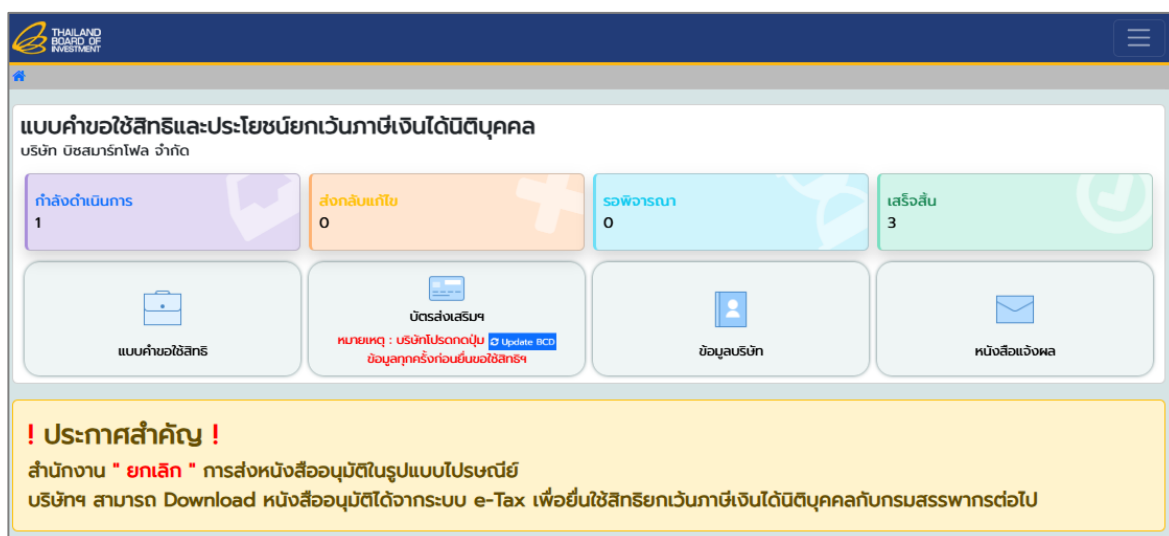 THAILAND
BOARD OF
INVESTMENT
แบบคำขอใช้สิทธิและประโยชน์ยกเว้นภาษีเงินได้นิติบุคคล
บริษัท บิซสมาร์ทโฟล จำกัด
กำลังดำเนินการ
1
ส่งกลับแก้ไข
0
รอพิจารณา
0
เสร็จสิ้น
3
แบบคำขอใช้สิทธิ
บัตรส่งเสริมฯ
หมายเหตุ : บริษัทโปรดกดปุ่ม Update BCD
ข้อมูลทุกครั้งก่อนยื่นขอใช้สิทธิฯ
ข้อมูลบริษัท
หนังสือแจ้งผล
! ประกาศสำคัญ !
สำนักงาน " ยกเลิก " การส่งหนังสืออนุมัติในรูปแบบไปรษณีย์
บริษัทฯ สามารถ Download หนังสืออนุมัติได้จากระบบ e-Tax เพื่อยื่นใช้สิทธิยกเว้นภาษีเงินได้นิติบุคคลกับกรมสรรพากรต่อไป